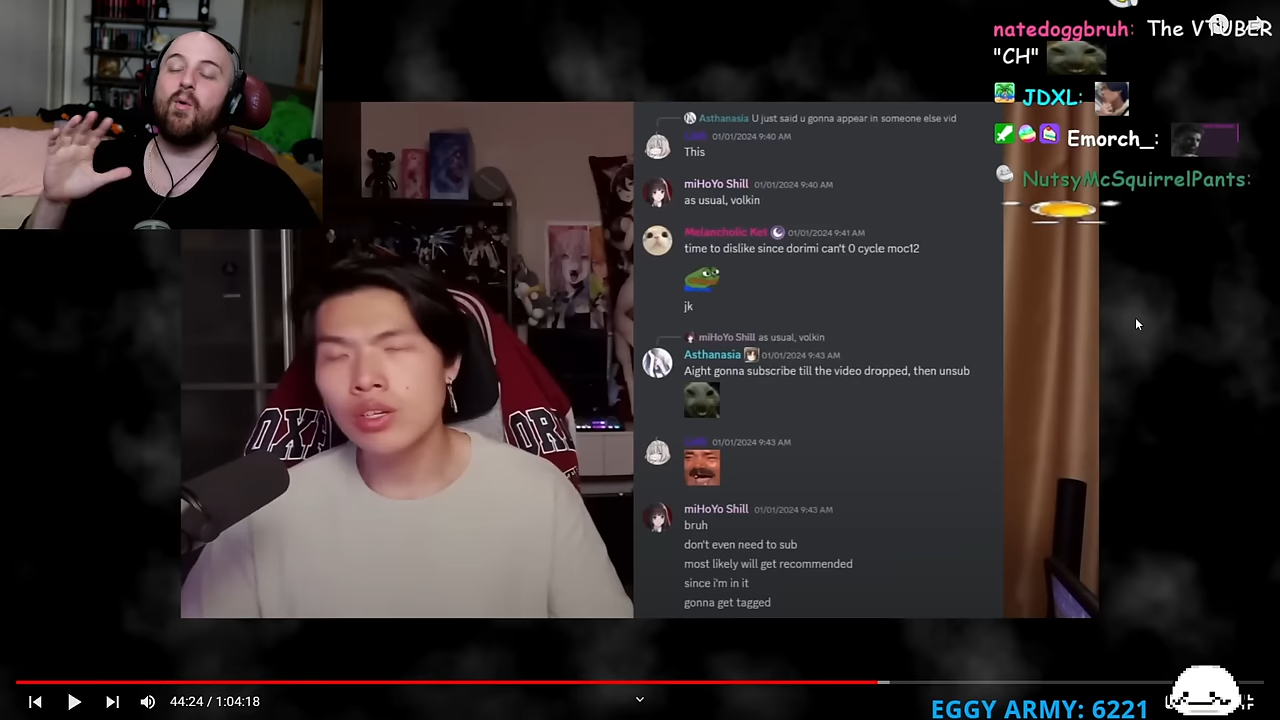 natedoggbruh: The VTUBER
"CH"
JDXL:
Emorch_:
NutsyMcSquirrelPants:
Asthanasia U just said u gonna appear in someone else vid
01/01/2024 9:40 AM
This
miHoYo Shill 01/01/2024 9:40 AM
as usual, volkin
Melancholic Ket 01/01/2024 9:41 AM
time to dislike since dorimi can't 0 cycle moc12
jk
miHoYo Shill as usual, volkin
Asthanasia 01/01/2024 9:43 AM
Aight gonna subscribe till the video dropped, then unsub
01/01/2024 9:43 AM
miHoYo Shill 01/01/2024 9:43 AM
bruh
don't even need to sub
most likely will get recommended
since i'm in it
gonna get tagged
44:24 / 1:04:18
EGGY ARMY: 6221